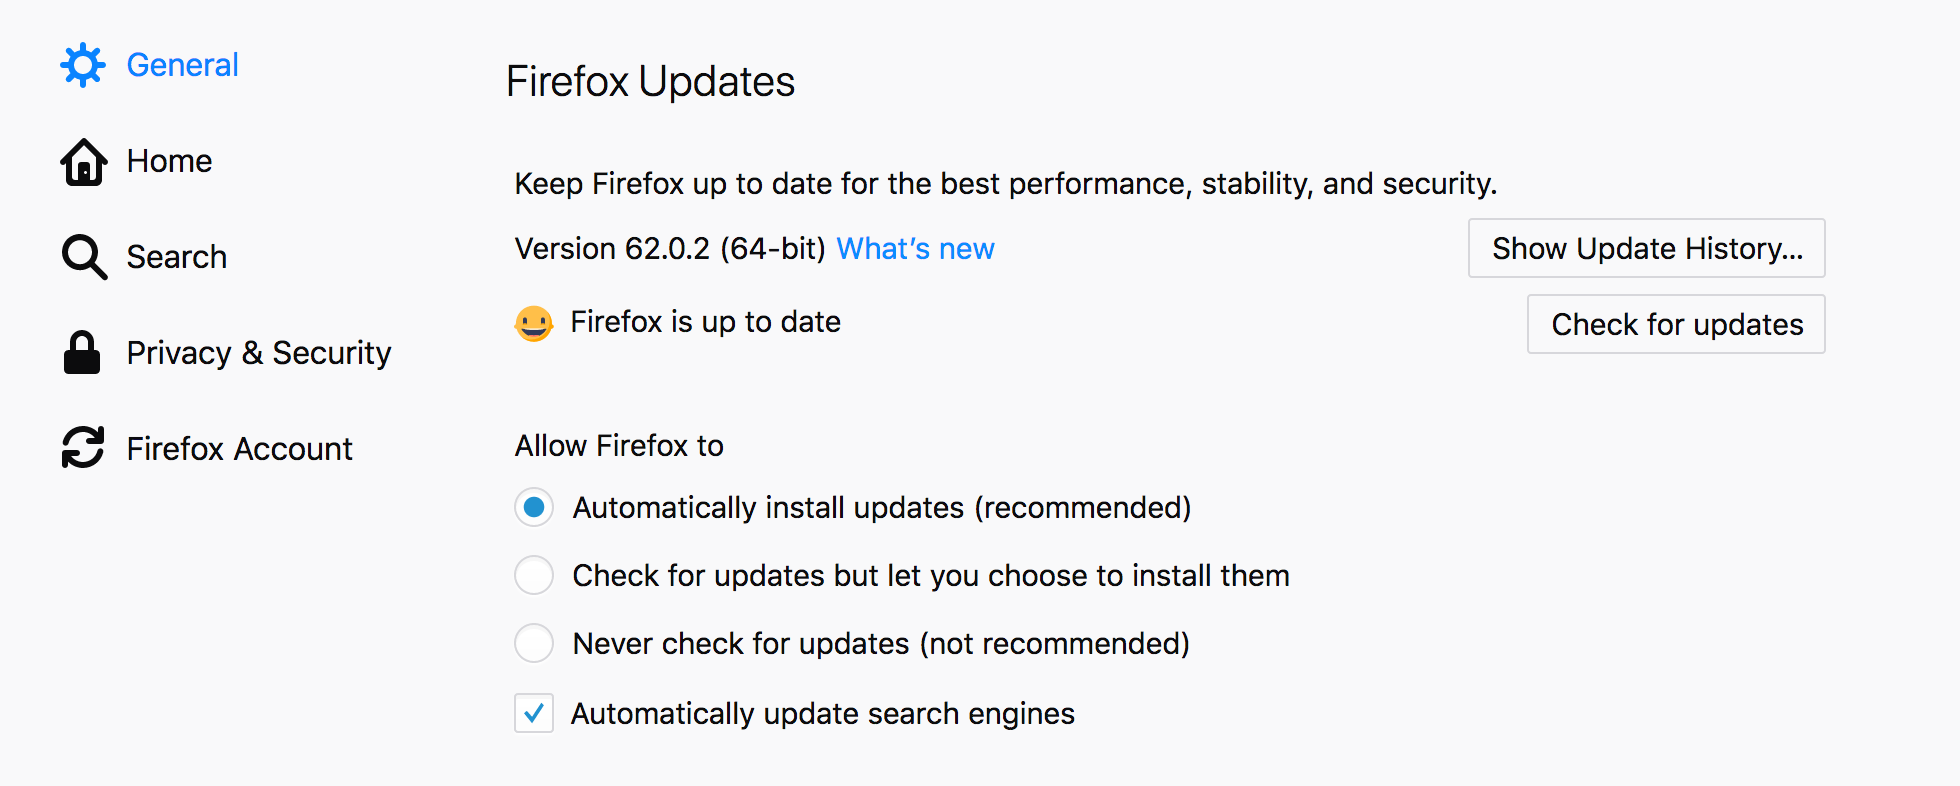 General
Home
Search
Privacy & Security
Firefox Account
Firefox Updates
Keep Firefox up to date for the best performance, stability, and security.
Version 62.0.2 (64-bit) What’s new
Show Update History...
Firefox is up to date
Check for updates
Allow Firefox to
Automatically install updates (recommended)
Check for updates but let you choose to install them
Never check for updates (not recommended)
Automatically update search engines